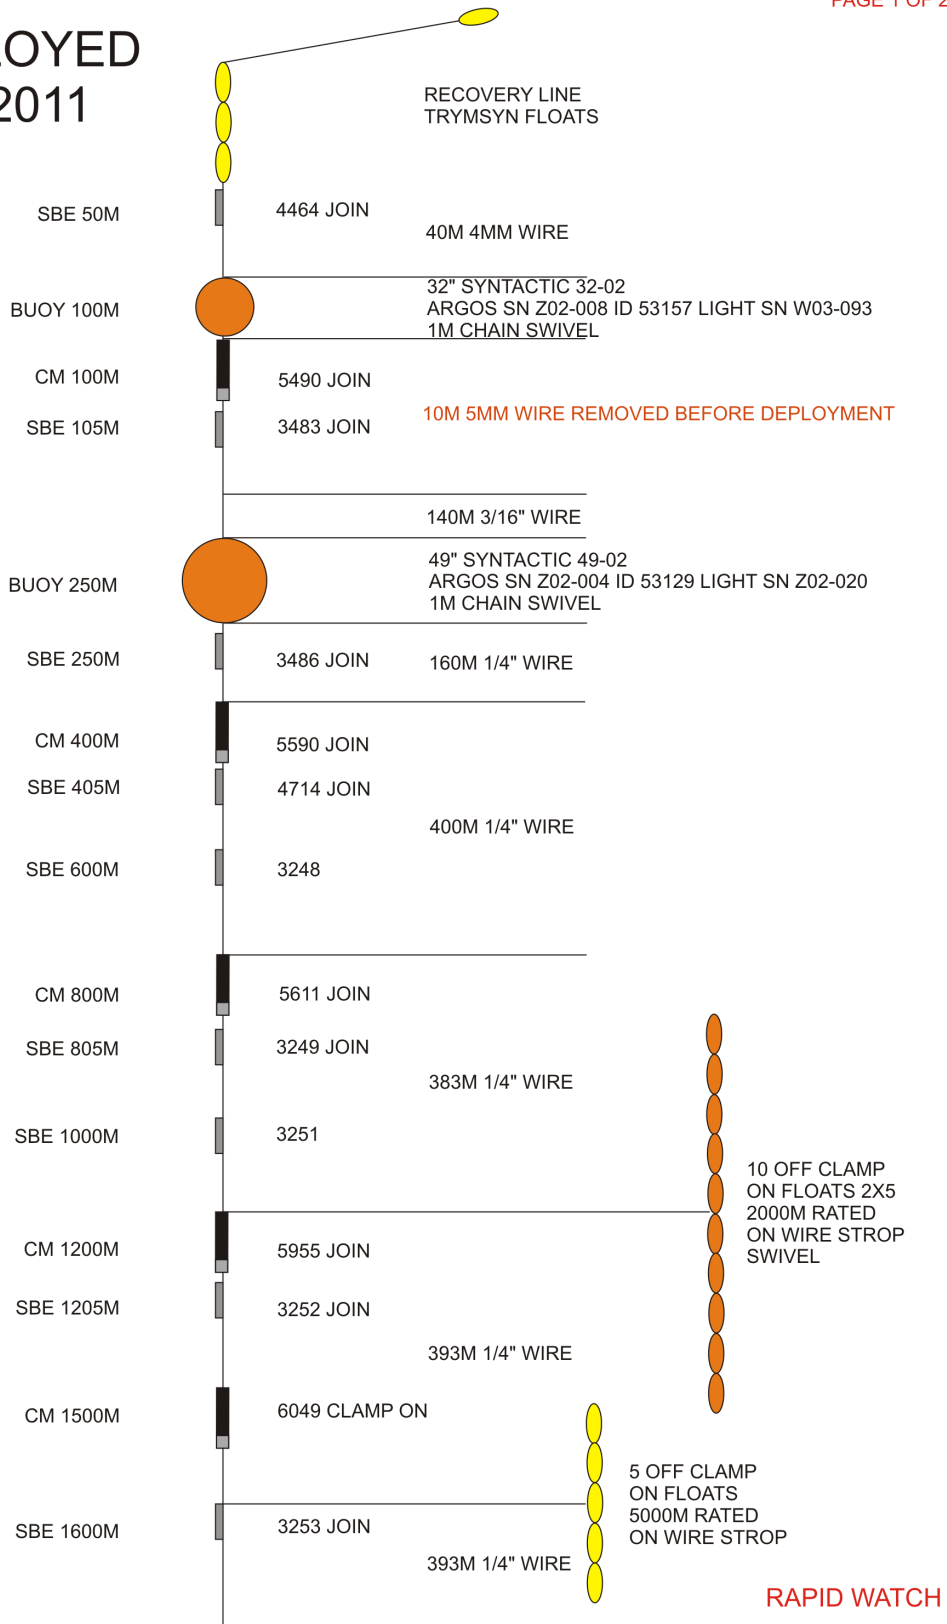 PAGE 1 OF 2
OYED
2011
RECOVERY LINE
TRYMSYN FLOATS
SBE 50M
4464 JOIN
40M 4MM WIRE
BUOY 100M
32" SYNTACTIC 32-02
ARGOS SN Z02-008 ID 53157 LIGHT SN W03-093
1M CHAIN SWIVEL
CM 100M
5490 JOIN
10M 5MM WIRE REMOVED BEFORE DEPLOYMENT
SBE 105M
3483 JOIN
140M 3/16" WIRE
BUOY 250M
49" SYNTACTIC 49-02
ARGOS SN Z02-004 ID 53129 LIGHT SN Z02-020
1M CHAIN SWIVEL
SBE 250M
3486 JOIN
160M 1/4" WIRE
CM 400M
5590 JOIN
SBE 405M
4714 JOIN
400M 1/4" WIRE
SBE 600M
3248
CM 800M
5611 JOIN
SBE 805M
3249 JOIN
383M 1/4" WIRE
SBE 1000M
3251
10 OFF CLAMP
ON FLOATS 2X5
2000M RATED
ON WIRE STROP
SWIVEL
CM 1200M
5955 JOIN
SBE 1205M
3252 JOIN
393M 1/4" WIRE
CM 1500M
6049 CLAMP ON
5 OFF CLAMP
ON FLOATS
5000M RATED
ON WIRE STROP
SBE 1600M
3253 JOIN
393M 1/4" WIRE
RAPID WATCH